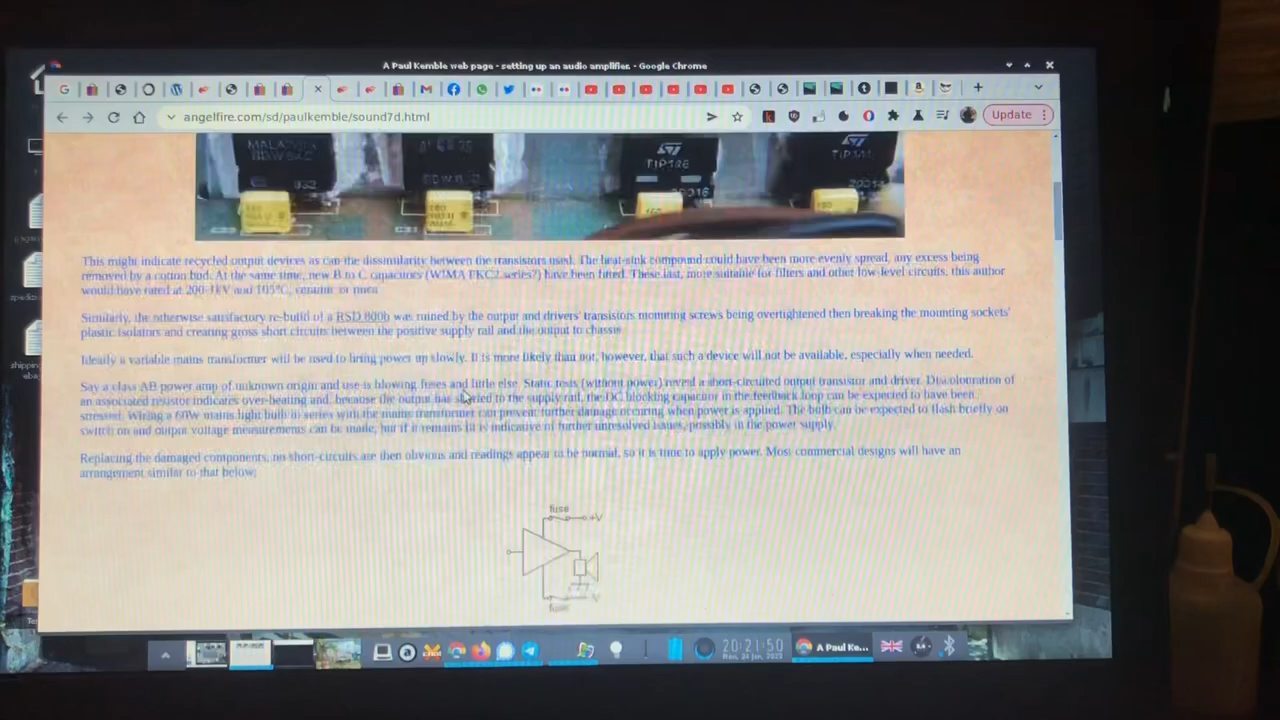 A Paul Kemble web page - setting up an audio amplifier. - Google Chrome
angelfire.com/sd/paulkemble/sound7d.html
Update
TIP146
TIP141
This might indicate recycled output devices as can the dissimilarity between the transistors used. The heat-sink compound could have been more evenly spread, any excess being
removed by a cotton bud. At the same time, new B to C capacitors (WIMA FKC2 series?) have been fitted. These last, more suitable for filters and other low-level circuits, this author
would have rated at 200-1kV and 105°C, ceramic or mica
Similarly, the otherwise satisfactory re-build of a RSD 800b was ruined by the output and drivers' transistors mounting screws being overtightened then breaking the mounting sockets'
plastic isolators and creating gross short circuits between the positive supply rail and the output to chassis.
Ideally a variable mains transformer will be used to bring power up slowly. It is more likely than not, however, that such a device will not be available, especially when needed.
Say a class AB power amp of unknown origin and use is blowing fuses and little else. Static tests (without power) reveal a short-circuited output transistor and driver. Discolouration of
an associated resistor indicates over-heating and, because the output has shorted to the supply rail, the DC blocking capacitor in the feedback loop can be expected to have been
stressed. Wiring a 60W mains light bulb in series with the mains transformer can prevent further damage occuring when power is applied. The bulb can be expected to flash briefly on
switch on and output voltage measurements can be made, but if it remains lit is indicative of further unresolved issues, possibly in the power supply.
Replacing the damaged components, no short-circuits are then obvious and readings appear to be normal, so it is time to apply power. Most commercial designs will have an
arrangement similar to that below;
fuse
+V
-V
fuse
20:21:50
A Paul Ke...